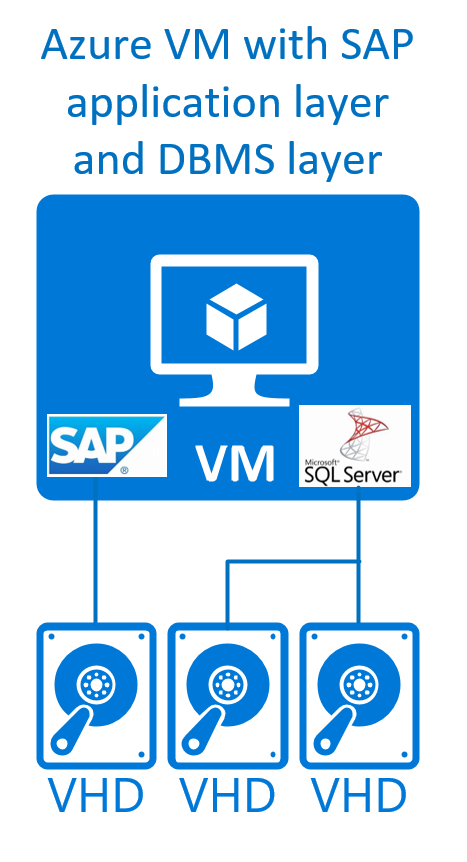 Azure VM with SAP
application layer
and DBMS layer
SAP®
VM
Microsoft®
SQL Server®
VHD
VHD
VHD